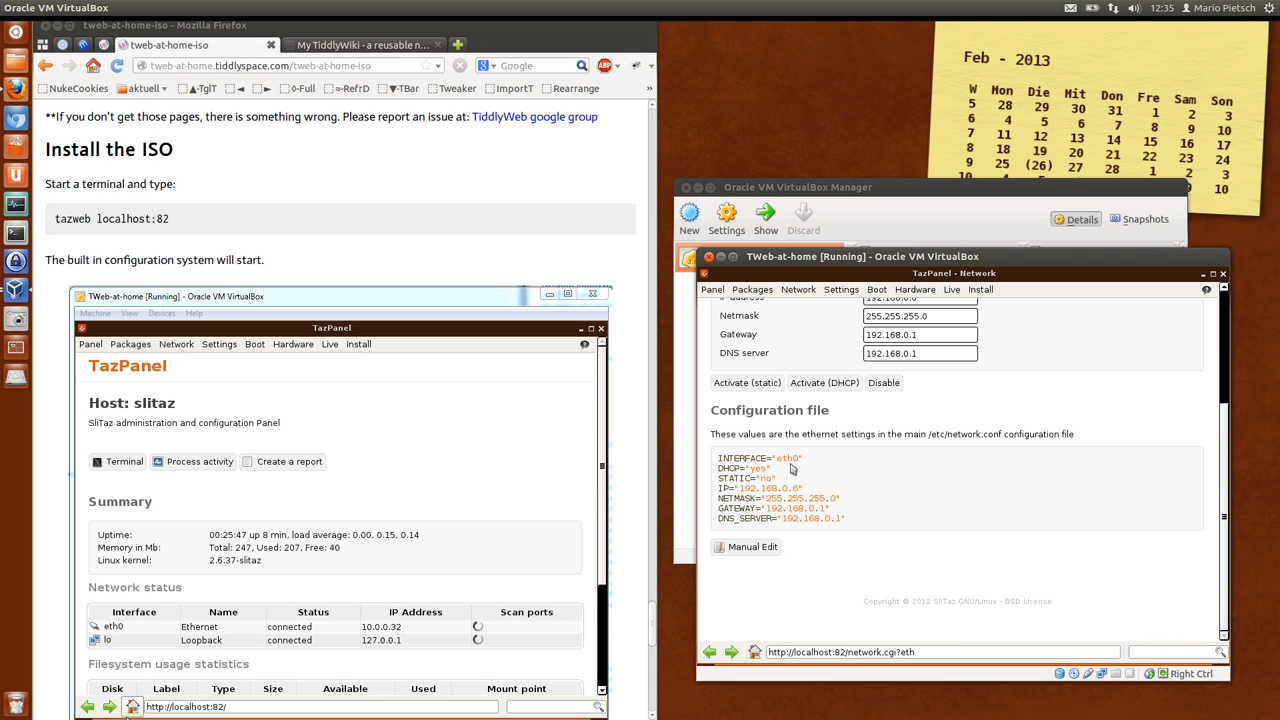 Oracle VM VirtualBox
12:35 Mario Pietsch
tweb-at-home-iso - Mozilla Firefox
tweb-at-home-iso
My TiddlyWiki - a reusable n...
tweb-at-home.tiddlyspace.com/tweb-at-home-iso
Google
NukeCookies aktuell ▲-TglT ◄ ► ◊-Full ≈-RefrD ▼-TBar Tweaker ImporT Rearrange »
**If you don't get those pages, there is something wrong. Please report an issue at: TiddlyWeb google group
Install the ISO
Start a terminal and type:
tazweb localhost:82
The built in configuration system will start.
TWeb-at-home [Running] - Oracle VM VirtualBox
Machine View Devices Help
TazPanel
Panel Packages Network Settings Boot Hardware Live Install
TazPanel
Host: slitaz
SliTaz administration and configuration Panel
Terminal Process activity Create a report
Summary
Uptime: 00:25:47 up 8 min, load average: 0.00, 0.15, 0.14
Memory in Mb: Total: 247, Used: 207, Free: 40
Linux kernel: 2.6.37-slitaz
Network status
Interface Name Status IP Address Scan ports
eth0 Ethernet connected 10.0.0.32
lo Loopback connected 127.0.0.1
Filesystem usage statistics
Disk Label Type Size Available Used Mount point
http://localhost:82/
Feb - 2013
W Mon Die Mit Don Fre Sam Son
5 28 29 30 31 1 2 3
6 4 5 6 7 8 9 10
7 11 12 13 14 15 16 17
8 18 19 20 21 22 23 24
9 25 (26) 27 28 1 2 3
10 4 9 10
Oracle VM VirtualBox Manager
New Settings Show Discard
Details Snapshots
TWeb-at-home [Running] - Oracle VM VirtualBox
TazPanel - Network
Panel Packages Network Settings Boot Hardware Live Install
IP address 192.168.0.6
Netmask 255.255.255.0
Gateway 192.168.0.1
DNS server 192.168.0.1
Activate (static) Activate (DHCP) Disable
Configuration file
These values are the ethernet settings in the main /etc/network.conf configuration file
INTERFACE="eth0"
DHCP="yes"
STATIC="no"
IP="192.168.0.6"
NETMASK="255.255.255.0"
GATEWAY="192.168.0.1"
DNS_SERVER="192.168.0.1"
Manual Edit
Copyright © 2012 SliTaz GNU/Linux - BSD License
http://localhost:82/network.cgi?eth
Right Ctrl